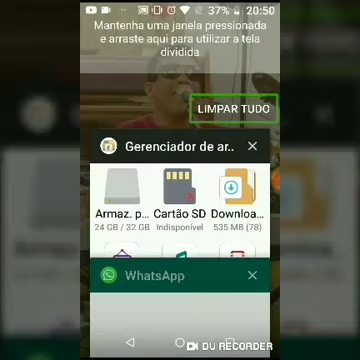 37% 20:50
Mantenha uma janela pressionada
e arraste aqui para utilizar a tela
dividida
LIMPAR TUDO
Gerenciador de ar..
Armaz. p... Cartão SD Downloa...
24 GB / 32 GB Indisponível 535 MB (78)
WhatsApp
DU RECORDER